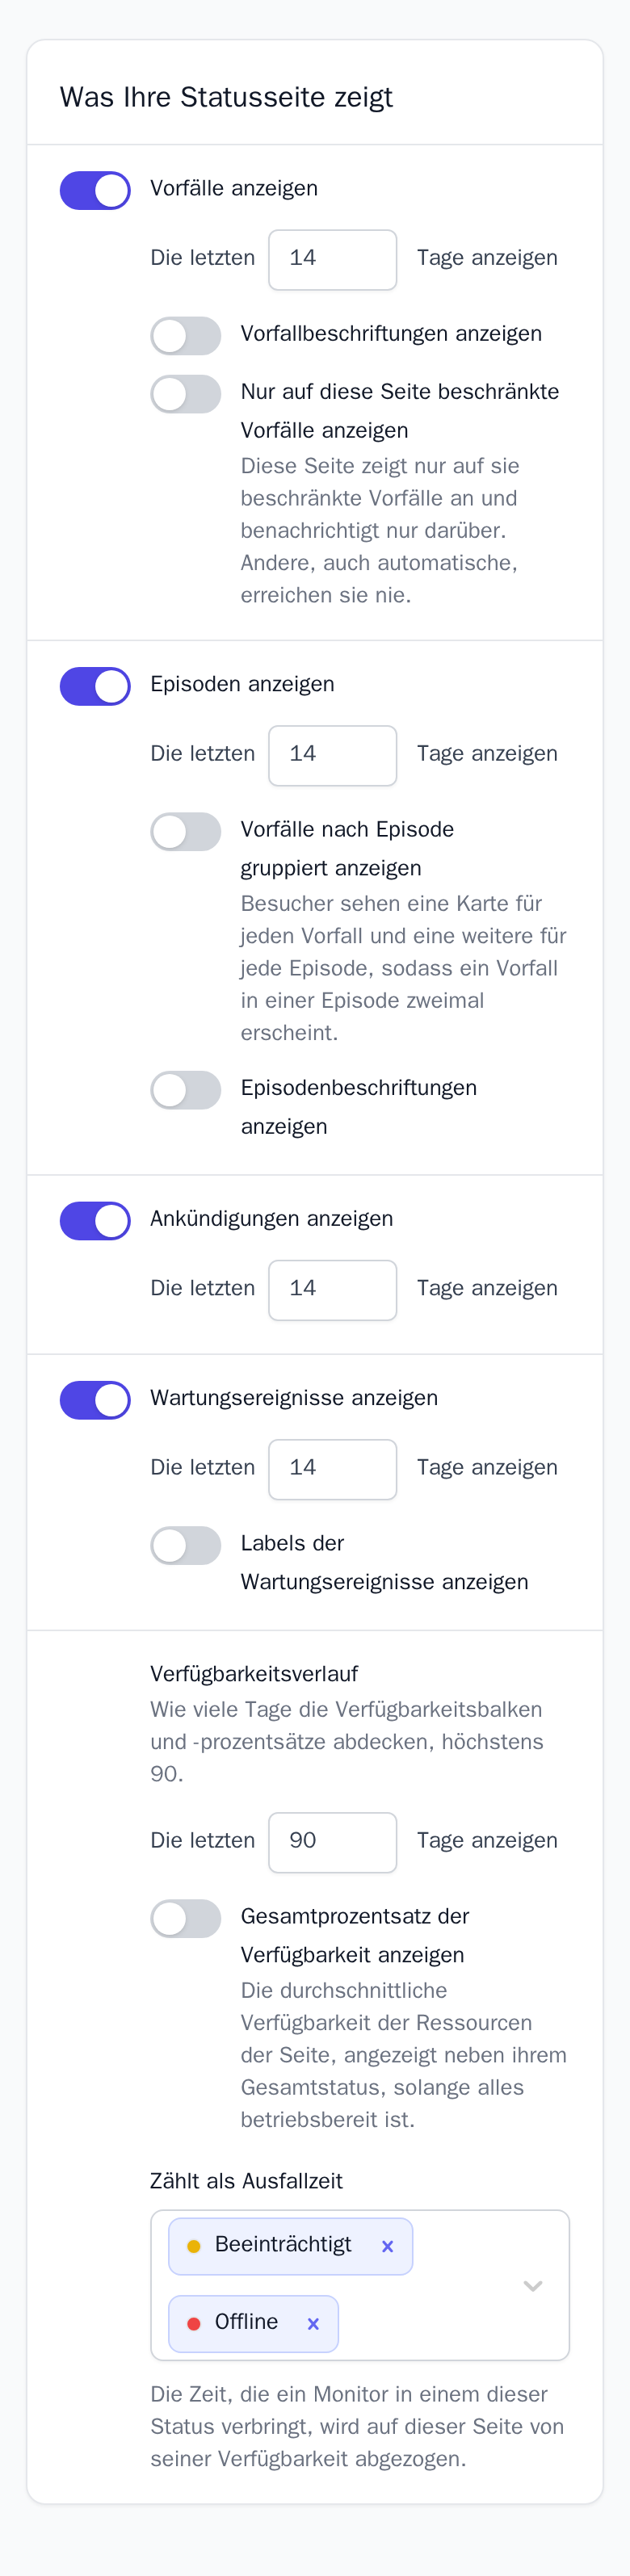 Was Ihre Statusseite zeigt
Vorfälle anzeigen
Die letzten 14 Tage anzeigen
Vorfallbeschriftungen anzeigen
Nur auf diese Seite beschränkte
Vorfälle anzeigen
Diese Seite zeigt nur auf sie
beschränkte Vorfälle an und
benachrichtigt nur darüber.
Andere, auch automatische,
erreichen sie nie.
Episoden anzeigen
Die letzten 14 Tage anzeigen
Vorfälle nach Episode
gruppiert anzeigen
Besucher sehen eine Karte für
jeden Vorfall und eine weitere für
jede Episode, sodass ein Vorfall
in einer Episode zweimal
erscheint.
Episodenbeschriftungen
anzeigen
Ankündigungen anzeigen
Die letzten 14 Tage anzeigen
Wartungsereignisse anzeigen
Die letzten 14 Tage anzeigen
Labels der
Wartungsereignisse anzeigen
Verfügbarkeitsverlauf
Wie viele Tage die Verfügbarkeitsbalken
und -prozentsätze abdecken, höchstens
90.
Die letzten 90 Tage anzeigen
Gesamtprozentsatz der
Verfügbarkeit anzeigen
Die durchschnittliche
Verfügbarkeit der Ressourcen
der Seite, angezeigt neben ihrem
Gesamtstatus, solange alles
betriebsbereit ist.
Zählt als Ausfallzeit
Beeinträchtigt
Offline
Die Zeit, die ein Monitor in einem dieser
Status verbringt, wird auf dieser Seite von
seiner Verfügbarkeit abgezogen.